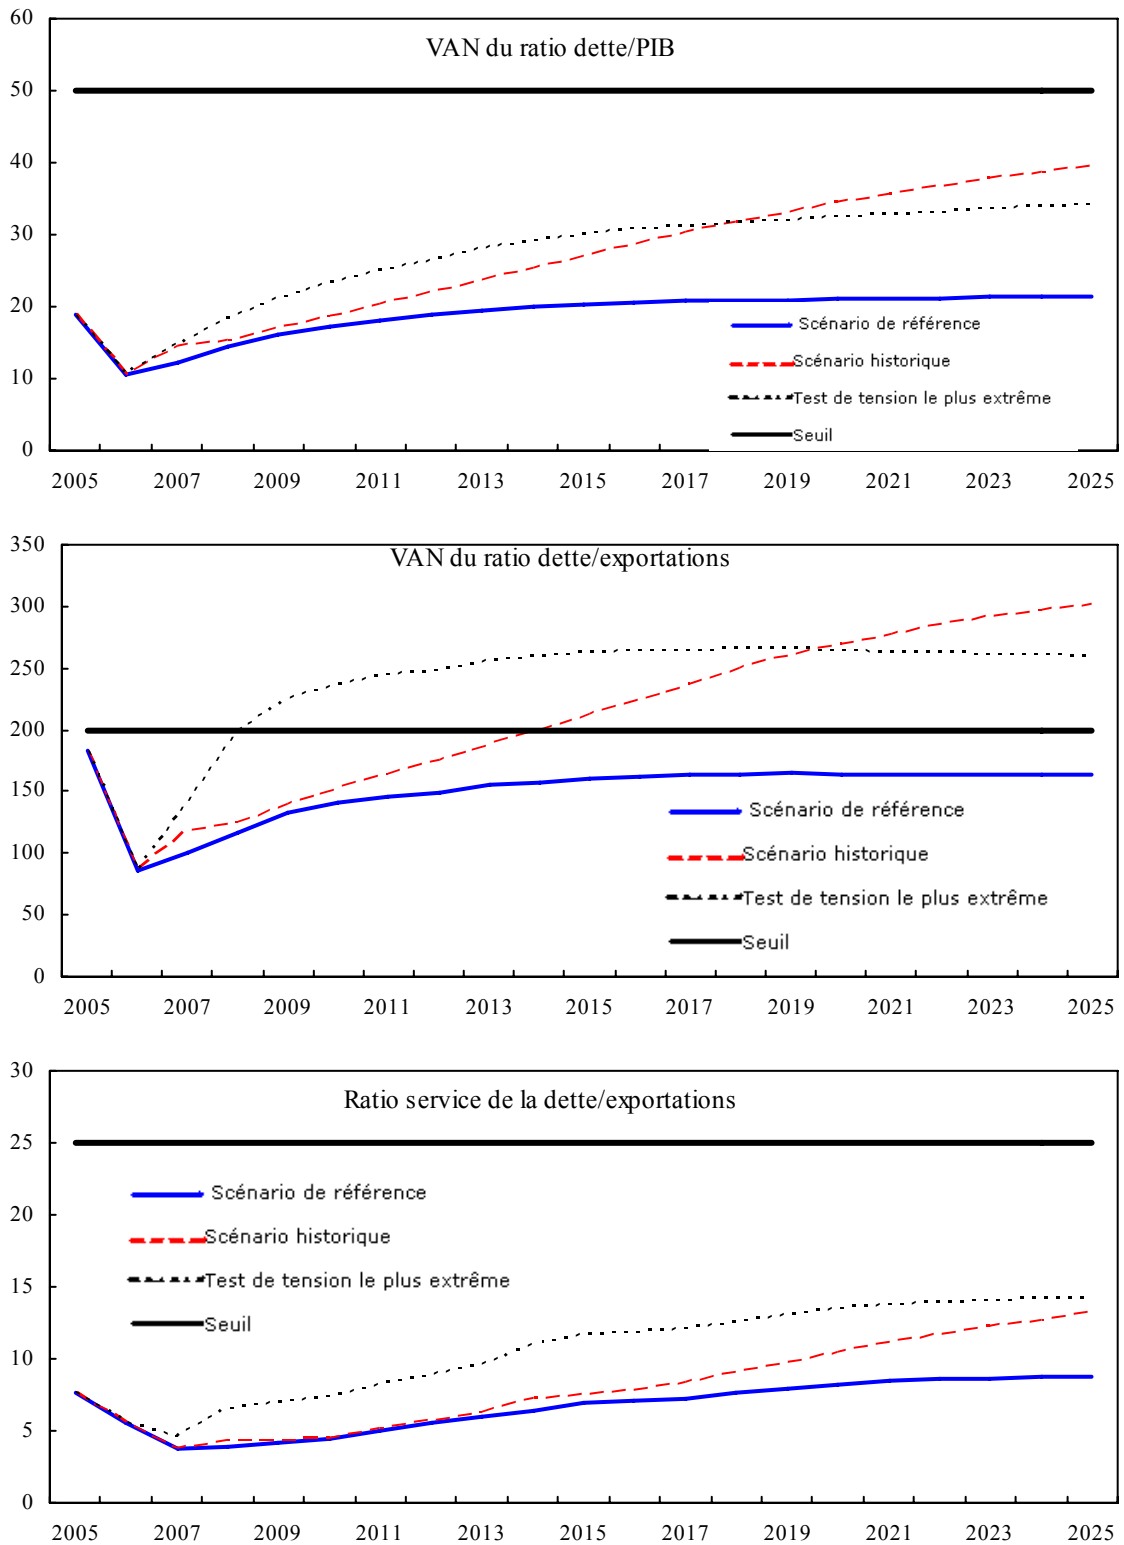 60
VAN du ratio dette/PIB
50
40
30
20
10
0
Scénario de référence
Scénario historique
Test de tension le plus extrême
Seuil
2005 2007 2009 2011 2013 2015 2017 2019 2021 2023 2025
350
VAN du ratio dette/exportations
300
250
200
150
100
50
0
Scénario de référence
Scénario historique
Test de tension le plus extrême
Seuil
2005 2007 2009 2011 2013 2015 2017 2019 2021 2023 2025
30
Ratio service de la dette/exportations
25
20
15
10
5
0
Scénario de référence
Scénario historique
Test de tension le plus extrême
Seuil
2005 2007 2009 2011 2013 2015 2017 2019 2021 2023 2025